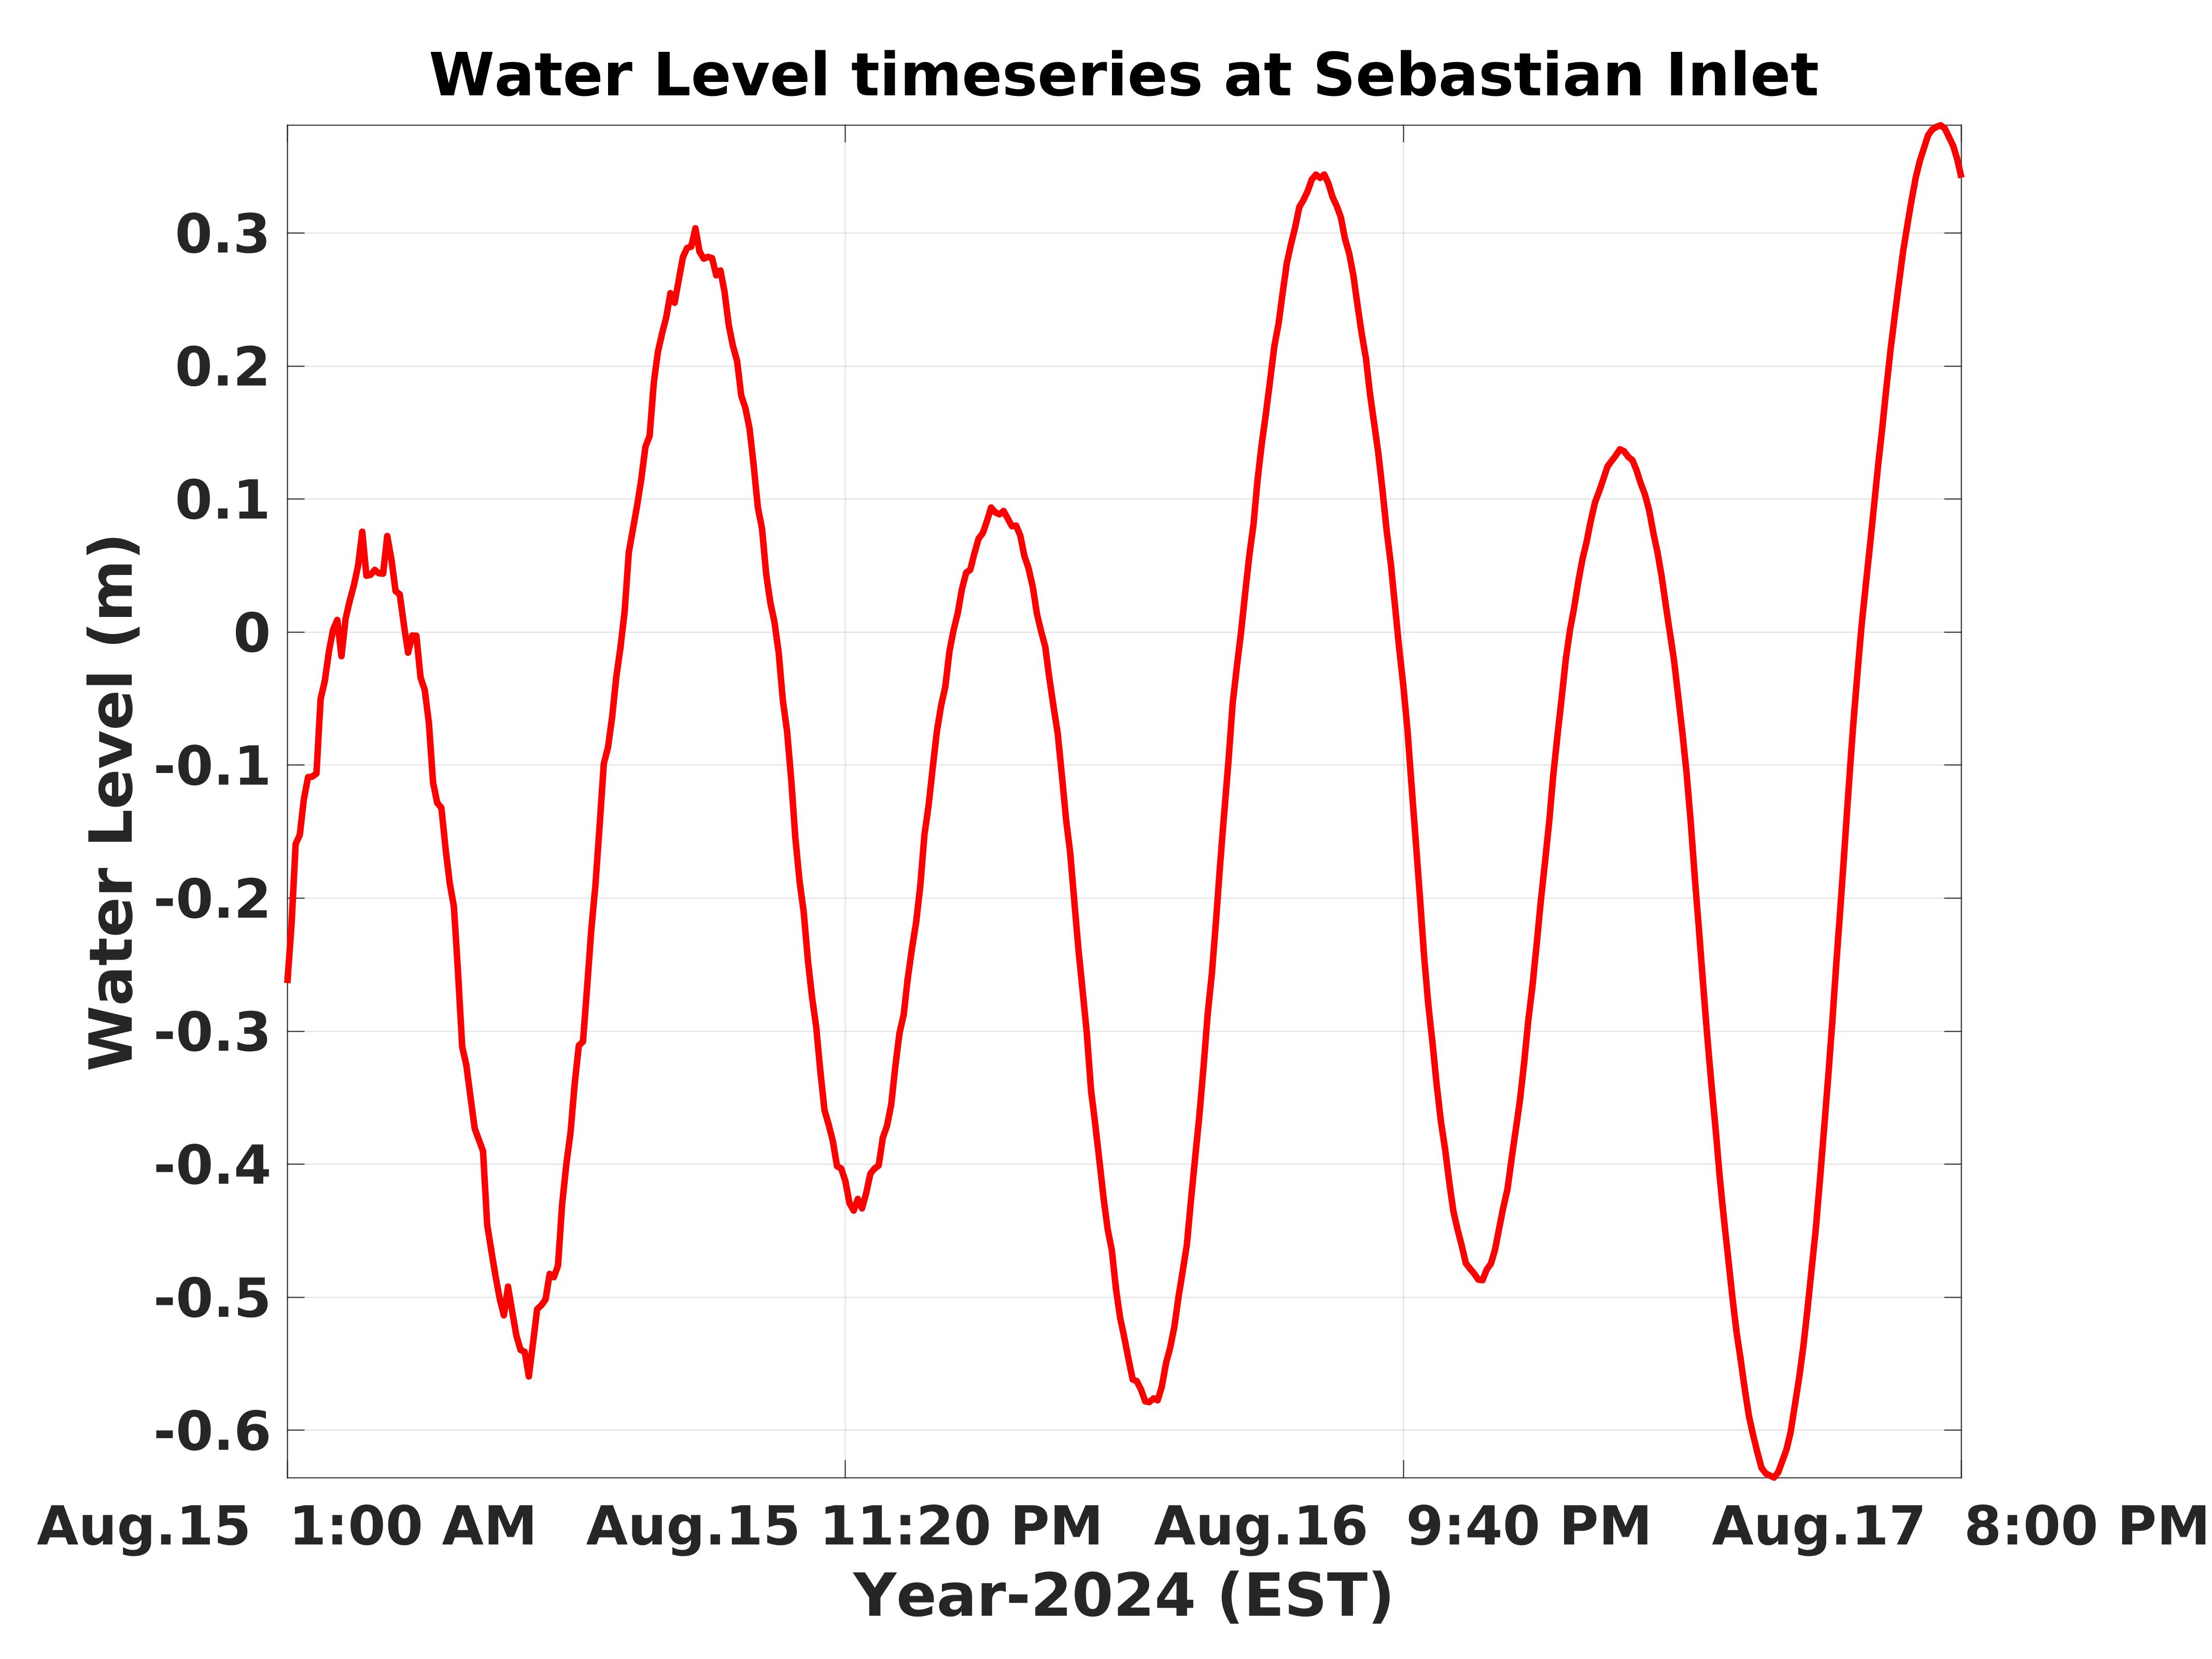 Water Level timeseries at Sebastian Inlet
Water Level (m)
0.3
0.2
0.1
0
-0.1
-0.2
-0.3
-0.4
-0.5
-0.6
Aug.15 1:00 AM Aug.15 11:20 PM Aug.16 9:40 PM Aug.17 8:00 PM
Year-2024 (EST)